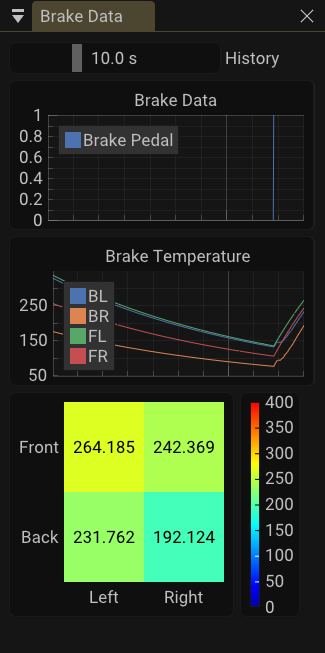 Brake Data
10.0 s History
Brake Data
1
0.8
0.6
0.4
0.2
0
Brake Pedal
Brake Temperature
250
150
50
BL
BR
FL
FR
Front 264.185 242.369
Back 231.762 192.124
Left Right
400
350
300
250
200
150
100
50
0